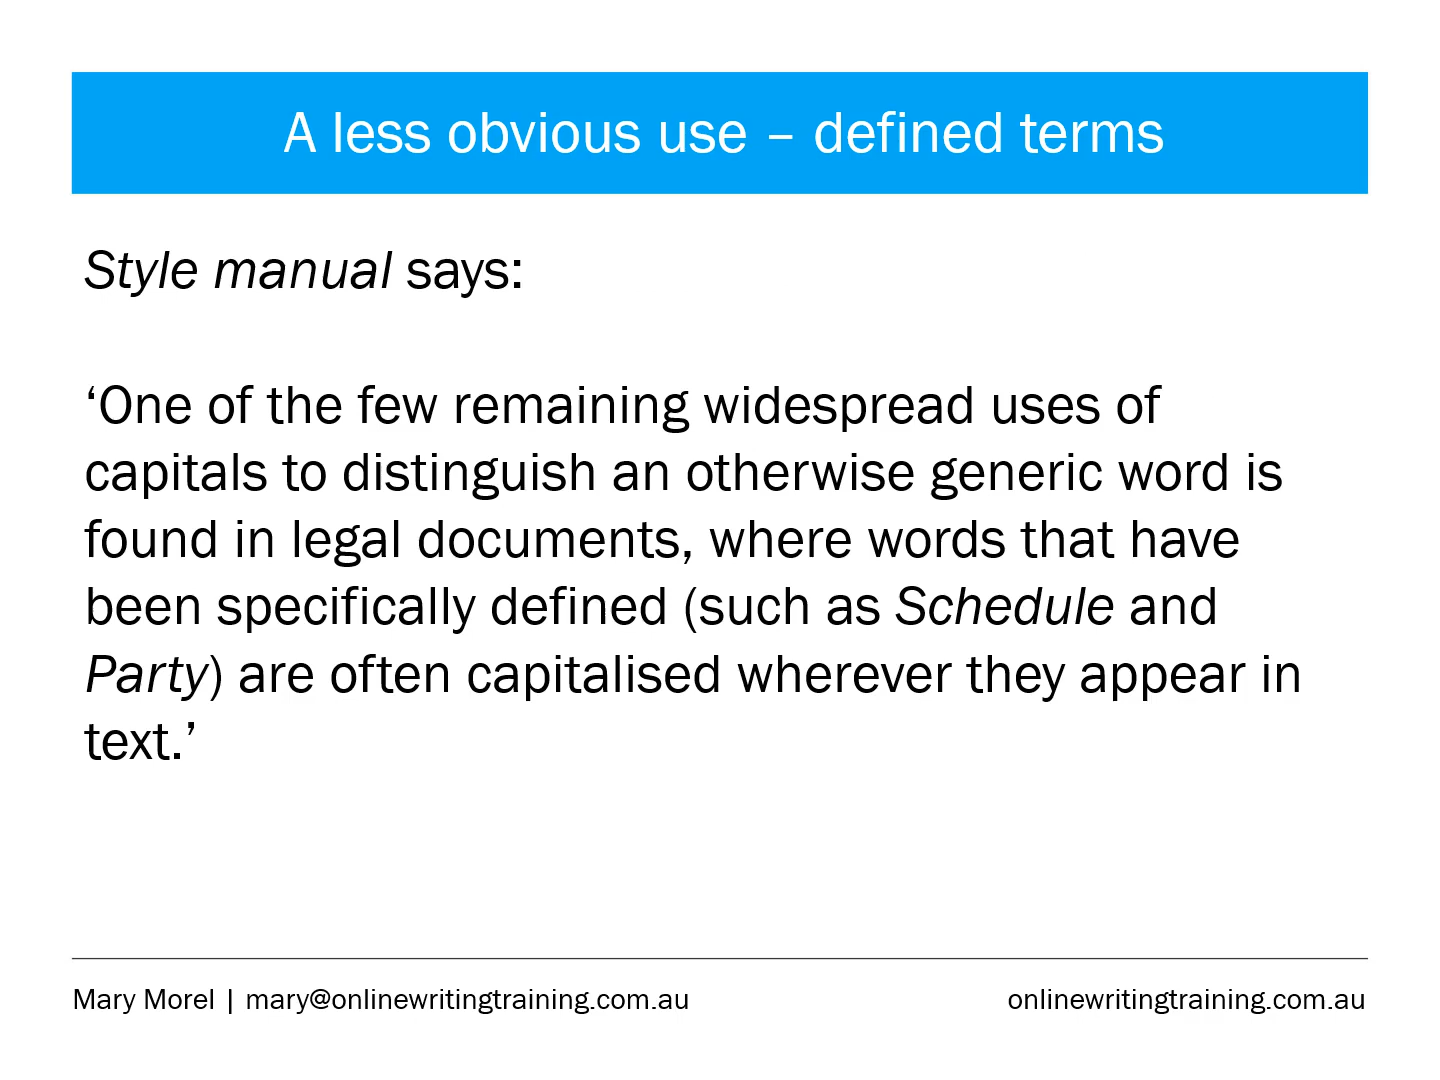 A less obvious use – defined terms
Style manual says:
‘One of the few remaining widespread uses of
capitals to distinguish an otherwise generic word is
found in legal documents, where words that have
been specifically defined (such as Schedule and
Party) are often capitalised wherever they appear in
text.’
Mary Morel | mary@onlinewritingtraining.com.au
onlinewritingtraining.com.au